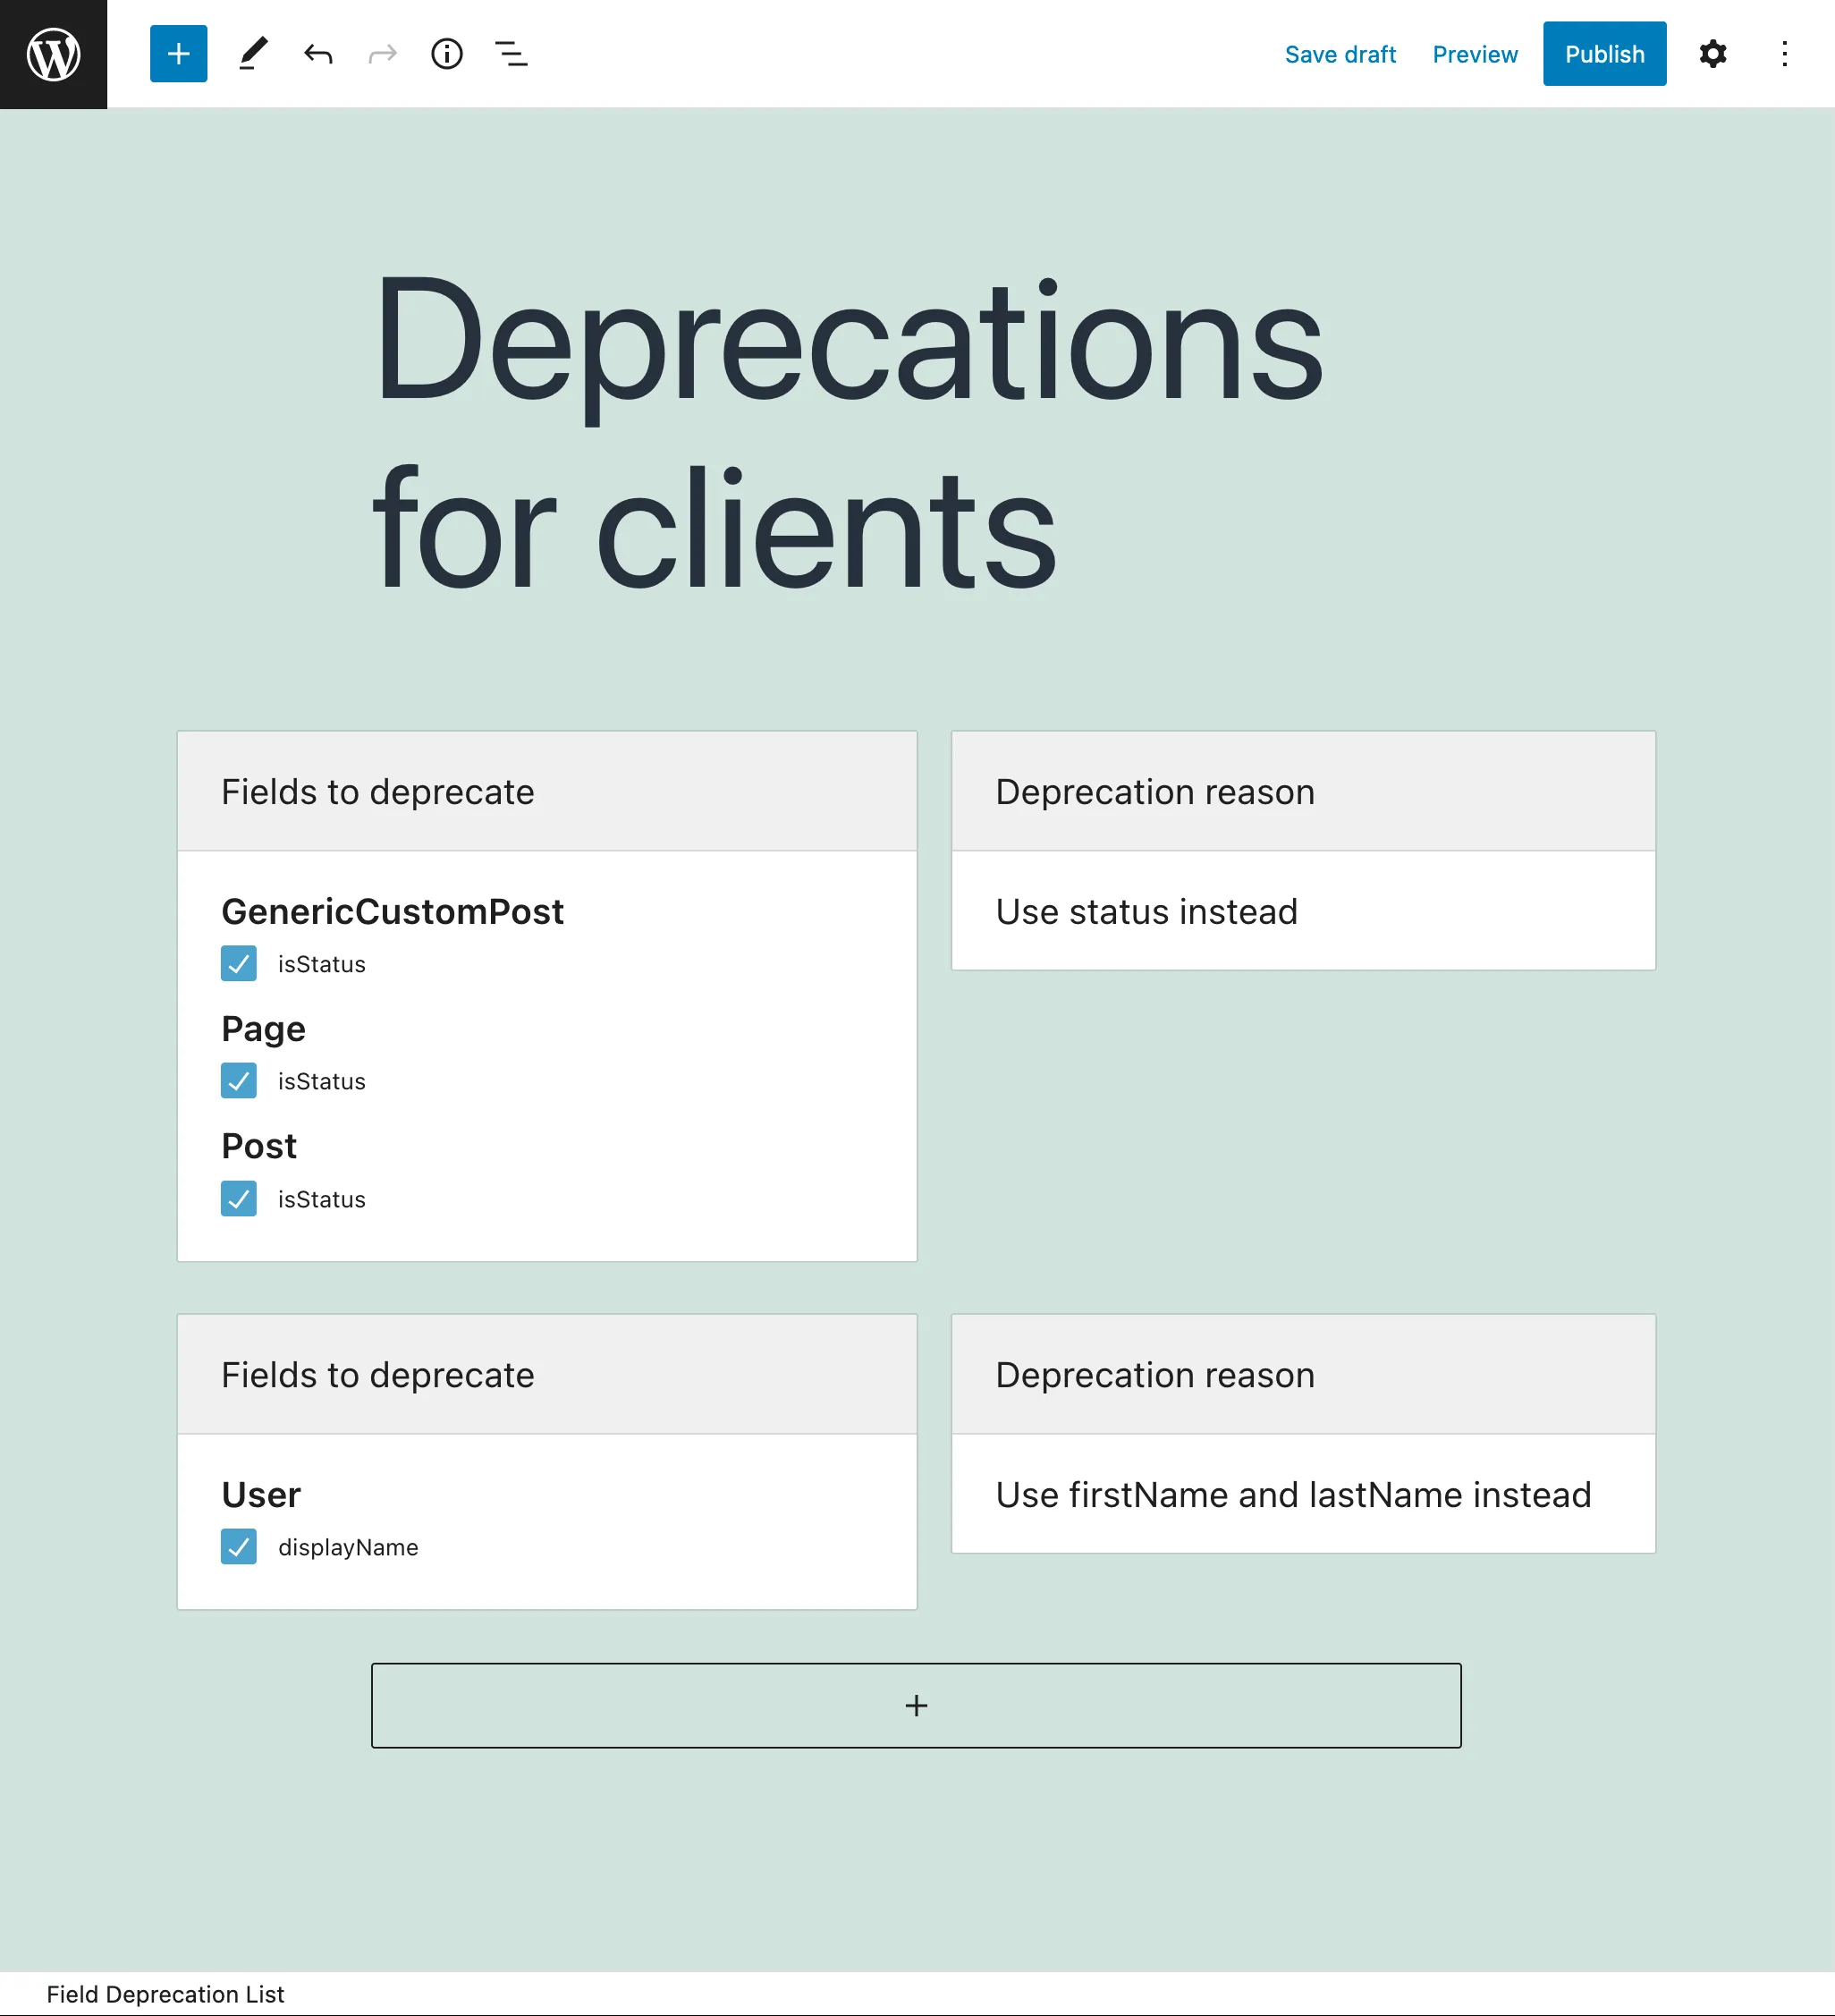 Save draft Preview Publish
Deprecations
for clients
Fields to deprecate
GenericCustomPost
isStatus
Page
isStatus
Post
isStatus
Deprecation reason
Use status instead
Fields to deprecate
User
displayName
Deprecation reason
Use firstName and lastName instead
Field Deprecation List